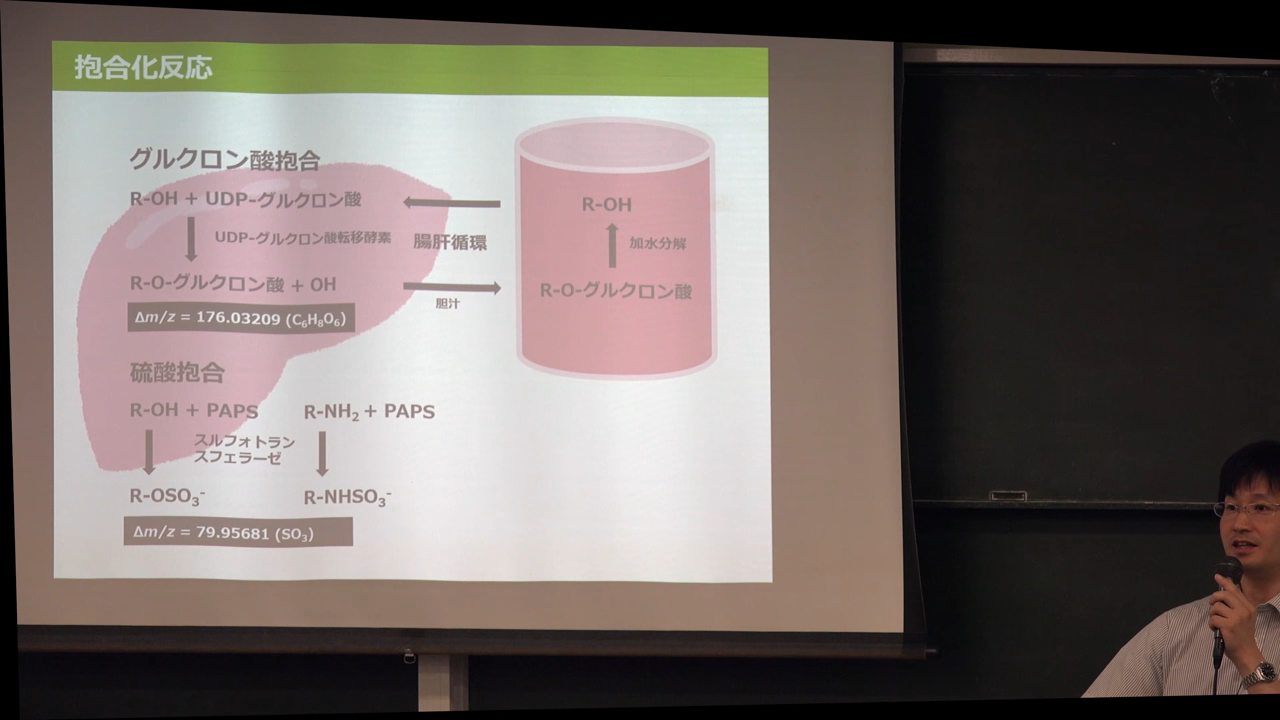 抱合化反応
グルクロン酸抱合
R-OH + UDP-グルクロン酸
UDP-グルクロン酸転移酵素
R-O-グルクロン酸 + OH
Δm/z = 176.03209 (C₆H₈O₆)
腸肝循環
胆汁
R-OH
加水分解
R-O-グルクロン酸
硫酸抱合
R-OH + PAPS
R-NH₂ + PAPS
スルフォトラン
スフェラーゼ
R-OSO₃⁻
R-NHSO₃⁻
Δm/z = 79.95681 (SO₃)